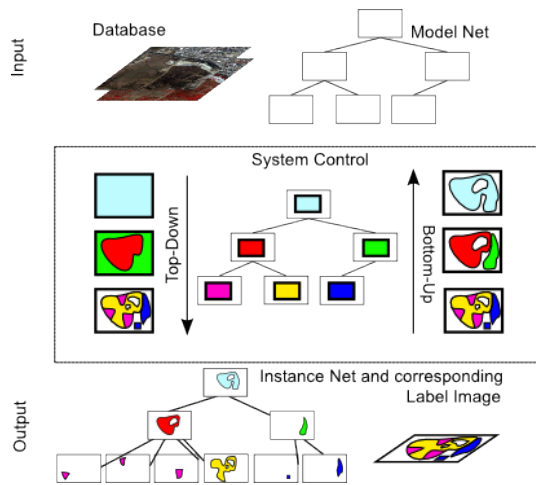 Input
Database
Model Net
System Control
Top-Down
Bottom-Up
Output
Instance Net and corresponding
Label Image